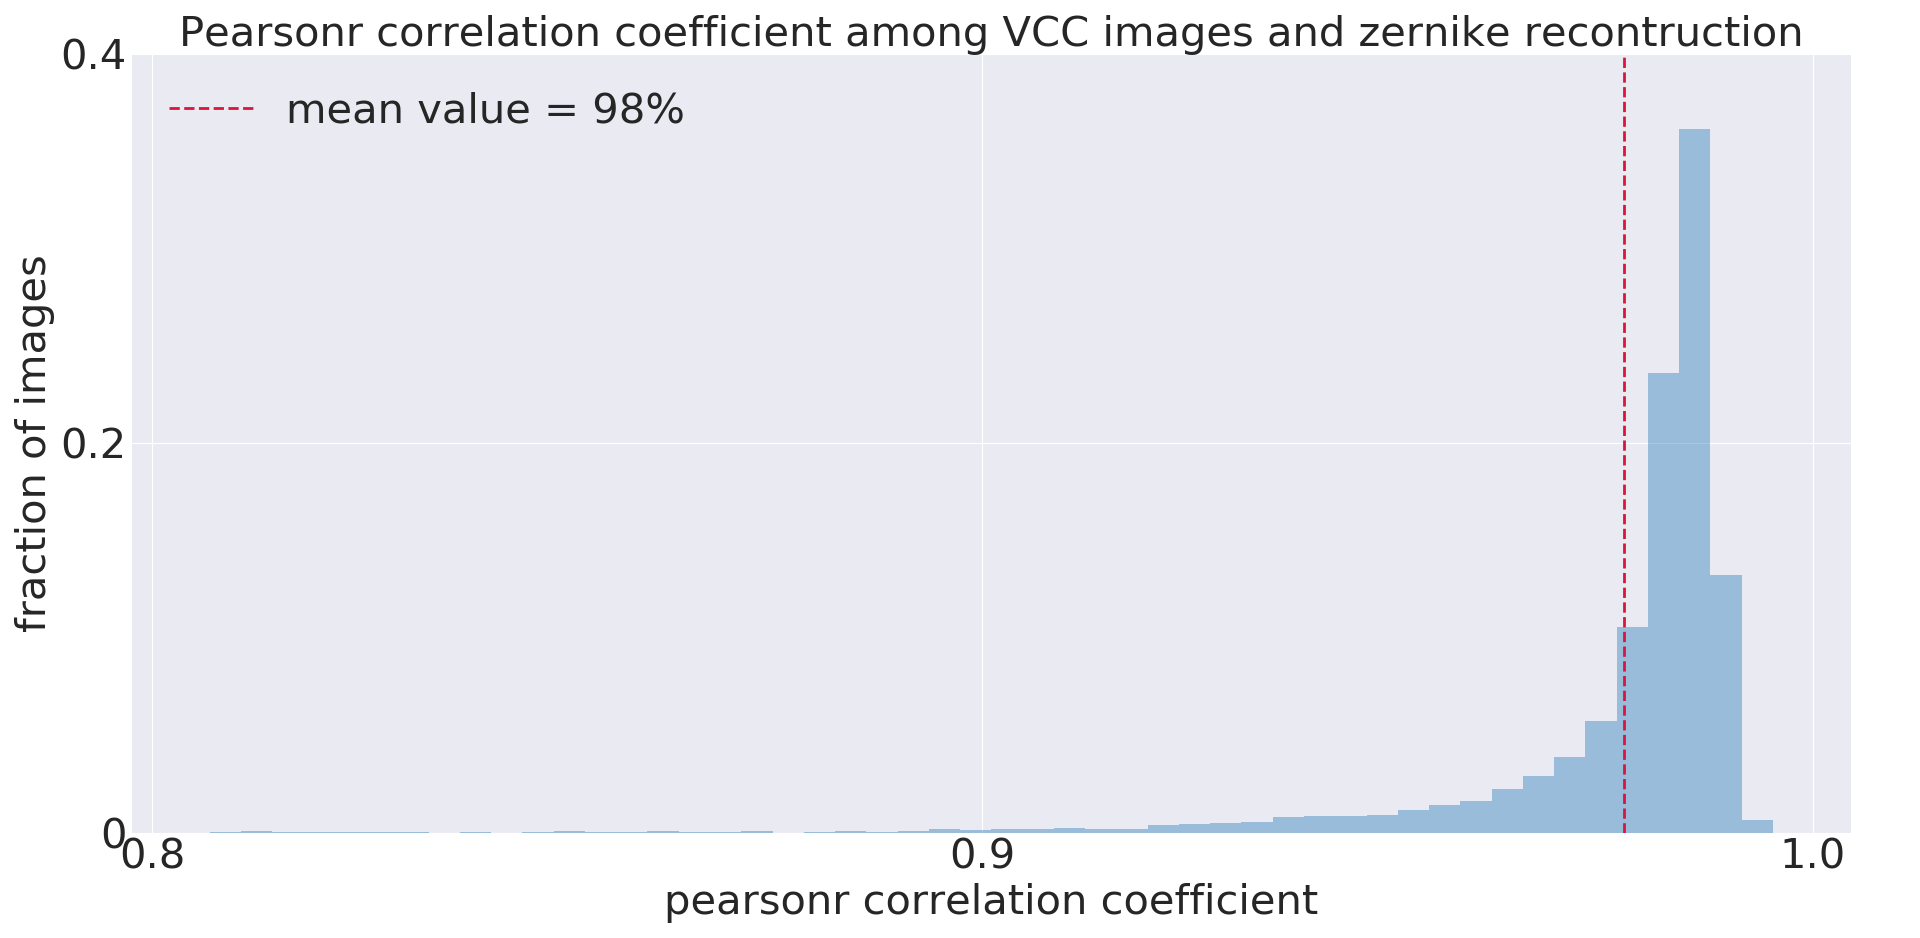 Pearsonr correlation coefficient among VCC images and zernike recontruction
0.4
mean value = 98%
fraction of images
0.2
0
0.8
0.9
1.0
pearsonr correlation coefficient